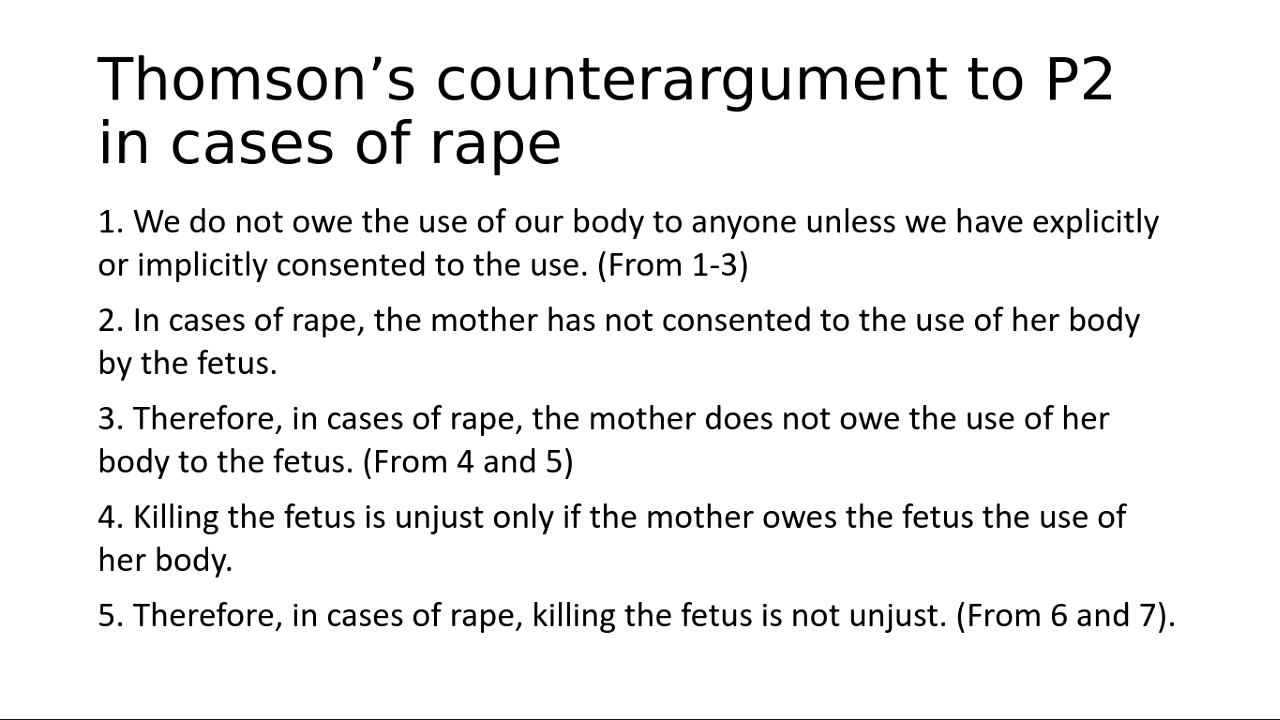 Thomson’s counterargument to P2
in cases of rape
1. We do not owe the use of our body to anyone unless we have explicitly
or implicitly consented to the use. (From 1-3)
2. In cases of rape, the mother has not consented to the use of her body
by the fetus.
3. Therefore, in cases of rape, the mother does not owe the use of her
body to the fetus. (From 4 and 5)
4. Killing the fetus is unjust only if the mother owes the fetus the use of
her body.
5. Therefore, in cases of rape, killing the fetus is not unjust. (From 6 and 7).